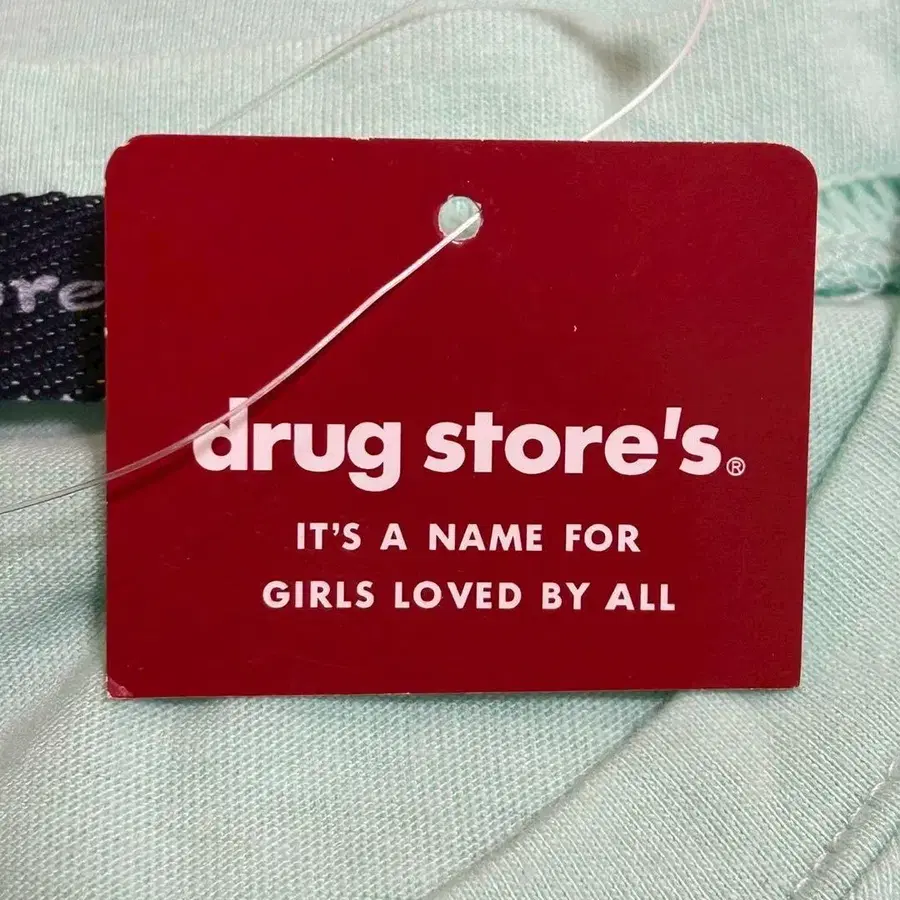 drug store's®
IT'S A NAME FOR
GIRLS LOVED BY ALL